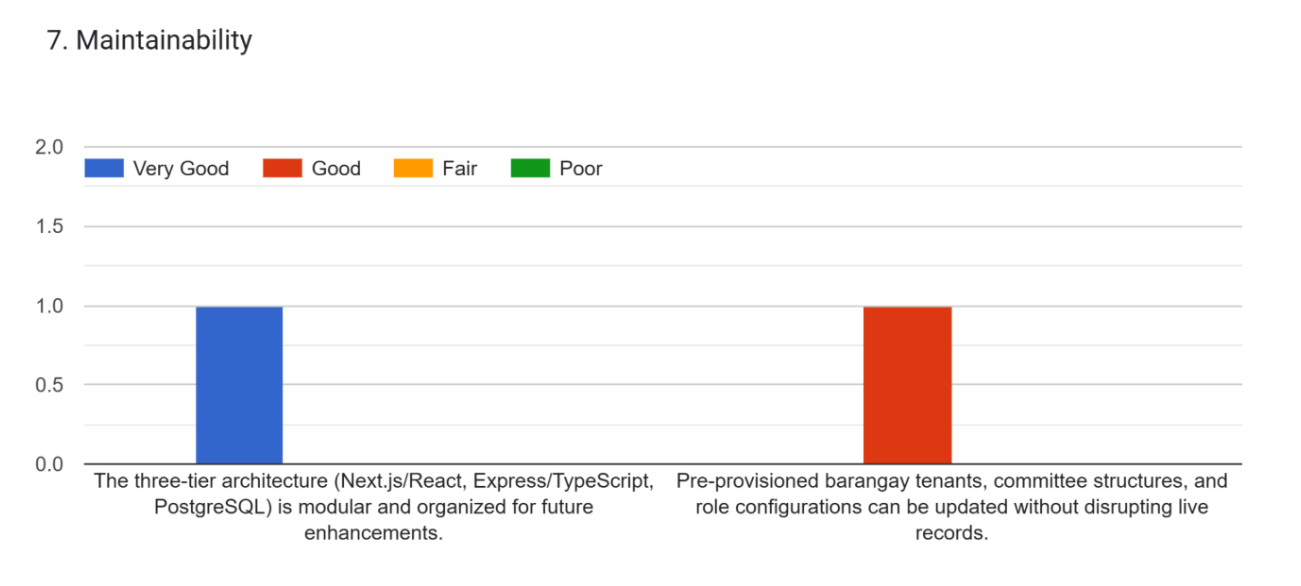 7. Maintainability
2.0
Very Good Good Fair Poor
1.5
1.0
0.5
0.0
The three-tier architecture (Next.js/React, Express/TypeScript,
PostgreSQL) is modular and organized for future
enhancements.
Pre-provisioned barangay tenants, committee structures, and
role configurations can be updated without disrupting live
records.